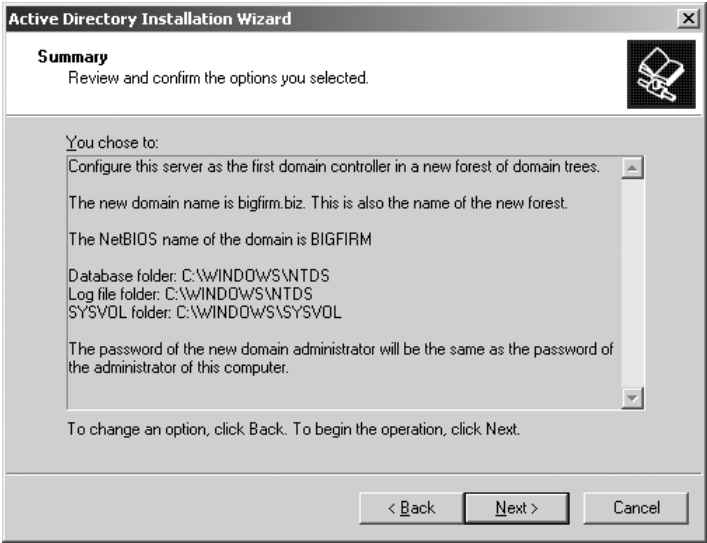 Active Directory Installation Wizard
Summary
Review and confirm the options you selected.
You chose to:
Configure this server as the first domain controller in a new forest of domain trees.
The new domain name is bigfirm.biz. This is also the name of the new forest.
The NetBIOS name of the domain is BIGFIRM
Database folder: C:\WINDOWS\NTDS
Log file folder: C:\WINDOWS\NTDS
SYSVOL folder: C:\WINDOWS\SYSVOL
The password of the new domain administrator will be the same as the password of
the administrator of this computer.
To change an option, click Back. To begin the operation, click Next.
< Back Next > Cancel